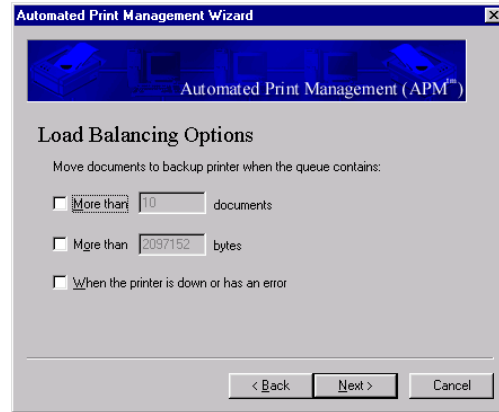 Automated Print Management Wizard
Automated Print Management (APM™)
Load Balancing Options
Move documents to backup printer when the queue contains:
More than 10 documents
More than 2097152 bytes
When the printer is down or has an error
< Back Next > Cancel